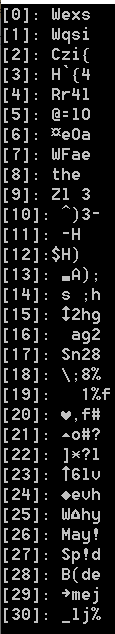 [0]: Wexs
[1]: Wqsi
[2]: Czi{
[3]: H`{4
[4]: Rr4l
[5]: @=lO
[6]: ¤eOa
[7]: WFae
[8]: the
[9]: Zl 3
[10]: ^)3-
[11]: -H
[12]:$H)
[13]: ▬A);
[14]: s ;h
[15]: ↕2hg
[16]:  ag2
[17]: Sn28
[18]: \;8%
[19]:   1%f
[20]: ♥,f#
[21]: ▲o#?
[22]: ]×?l
[23]: ↑6lv
[24]: ◆evh
[25]: W⌂hy
[26]: May!
[27]: Sp!d
[28]: B(de
[29]: →mej
[30]: _lj%